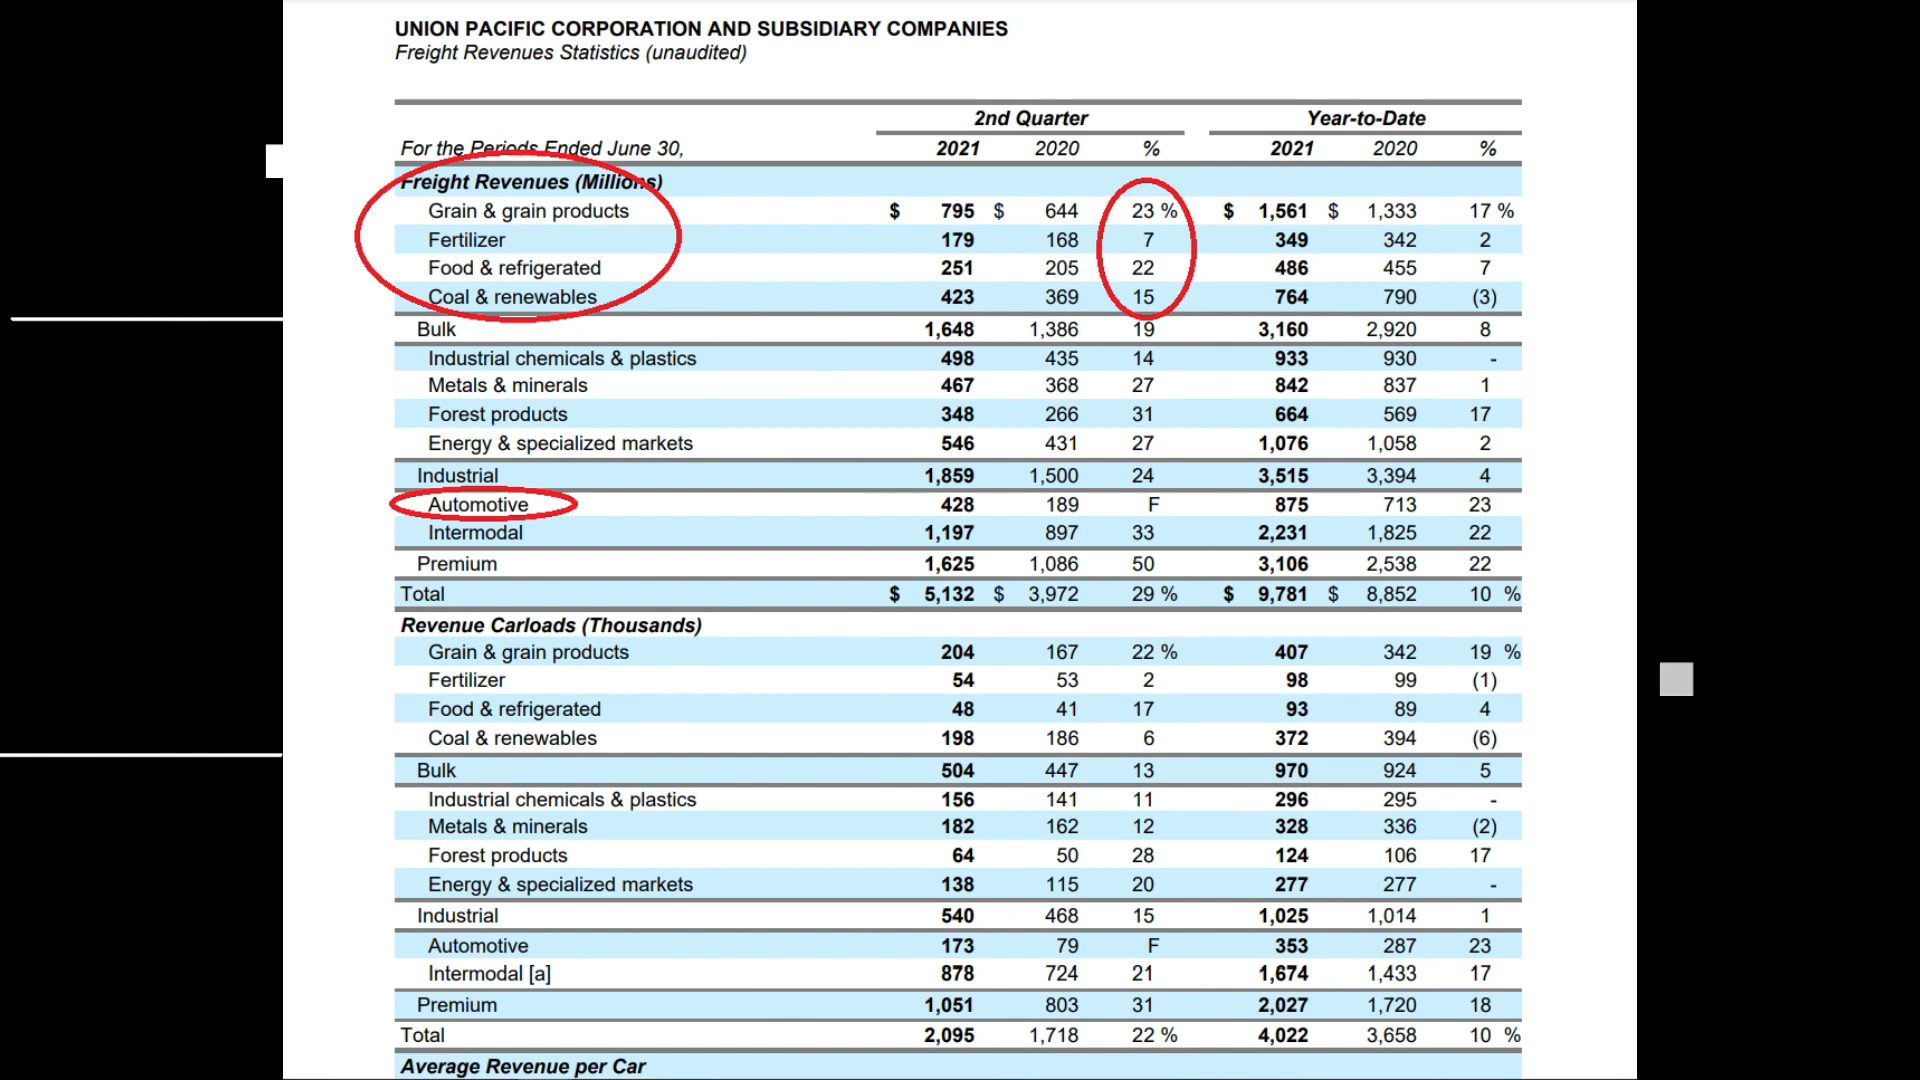 UNION PACIFIC CORPORATION AND SUBSIDIARY COMPANIES
Freight Revenues Statistics (unaudited)
2nd Quarter Year-to-Date
For the Periods Ended June 30, 2021 2020 % 2021 2020 %
Freight Revenues (Millions)
Grain & grain products $ 795 $ 644 23 % $ 1,561 $ 1,333 17 %
Fertilizer 179 168 7 349 342 2
Food & refrigerated 251 205 22 486 455 7
Coal & renewables 423 369 15 764 790 (3)
Bulk 1,648 1,386 19 3,160 2,920 8
Industrial chemicals & plastics 498 435 14 933 930 -
Metals & minerals 467 368 27 842 837 1
Forest products 348 266 31 664 569 17
Energy & specialized markets 546 431 27 1,076 1,058 2
Industrial 1,859 1,500 24 3,515 3,394 4
Automotive 428 189 F 875 713 23
Intermodal 1,197 897 33 2,231 1,825 22
Premium 1,625 1,086 50 3,106 2,538 22
Total $ 5,132 $ 3,972 29 % $ 9,781 $ 8,852 10 %
Revenue Carloads (Thousands)
Grain & grain products 204 167 22 % 407 342 19 %
Fertilizer 54 53 2 98 99 (1)
Food & refrigerated 48 41 17 93 89 4
Coal & renewables 198 186 6 372 394 (6)
Bulk 504 447 13 970 924 5
Industrial chemicals & plastics 156 141 11 296 295 -
Metals & minerals 182 162 12 328 336 (2)
Forest products 64 50 28 124 106 17
Energy & specialized markets 138 115 20 277 277 -
Industrial 540 468 15 1,025 1,014 1
Automotive 173 79 F 353 287 23
Intermodal [a] 878 724 21 1,674 1,433 17
Premium 1,051 803 31 2,027 1,720 18
Total 2,095 1,718 22 % 4,022 3,658 10 %
Average Revenue per Car